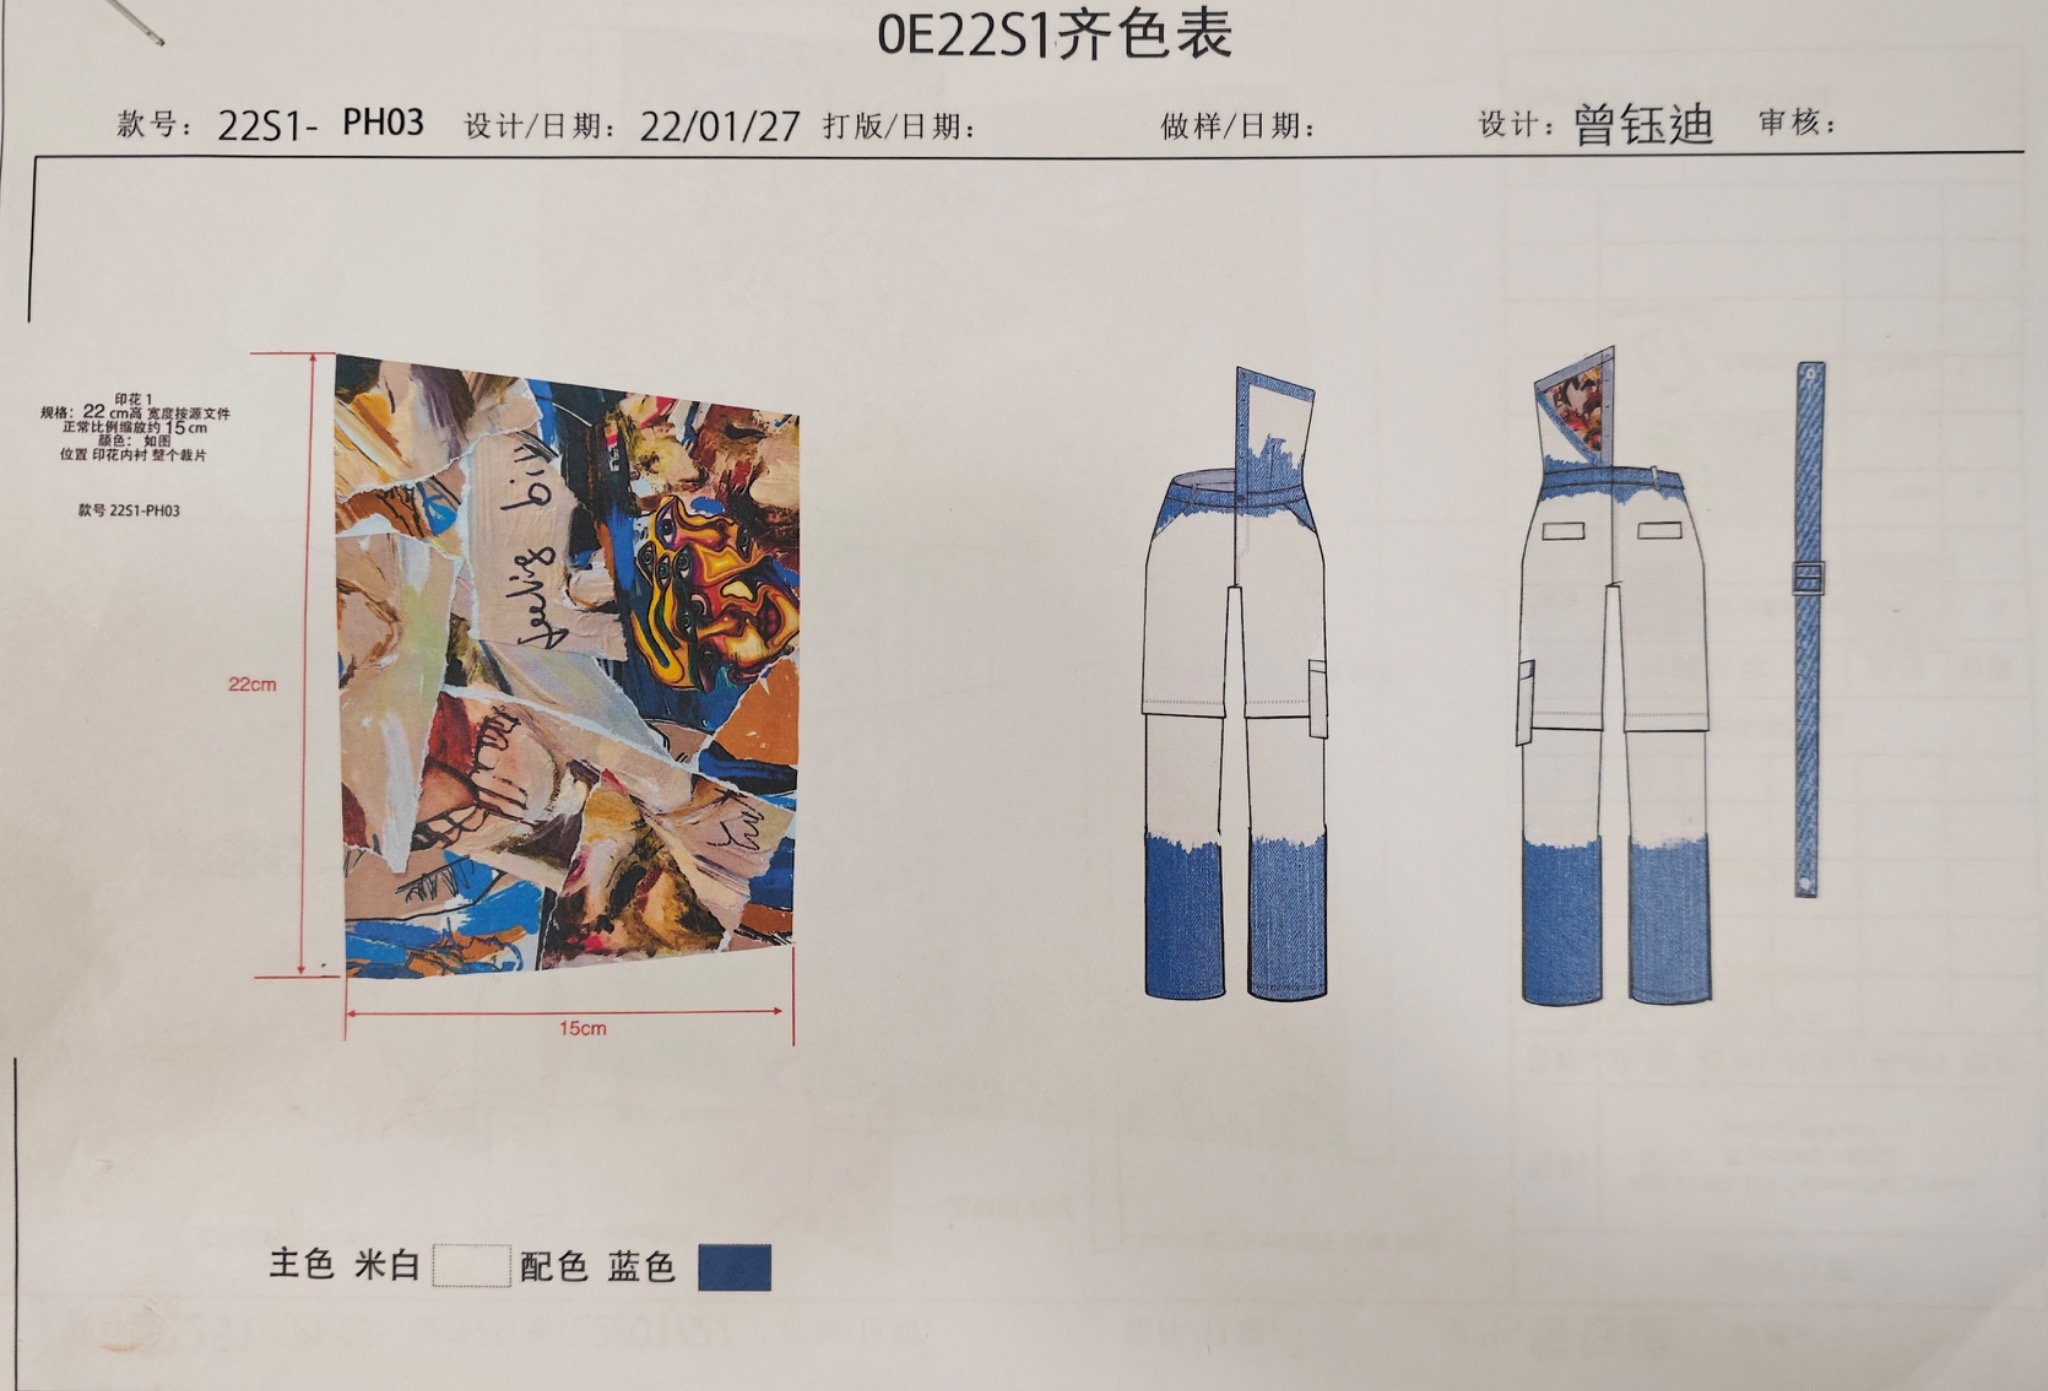 0E22S1齐色表
款号: 22S1- PH03 设计/日期: 22/01/27 打版/日期: 做样/日期: 设计: 曾钰迪 审核:
印花 1
规格: 22 cm高 宽度按源文件
正常比例缩放约 15 cm
颜色: 如图
位置 印花内衬 整个裁片
款号 22S1-PH03
feelig
22cm
15cm
主色 米白 配色 蓝色